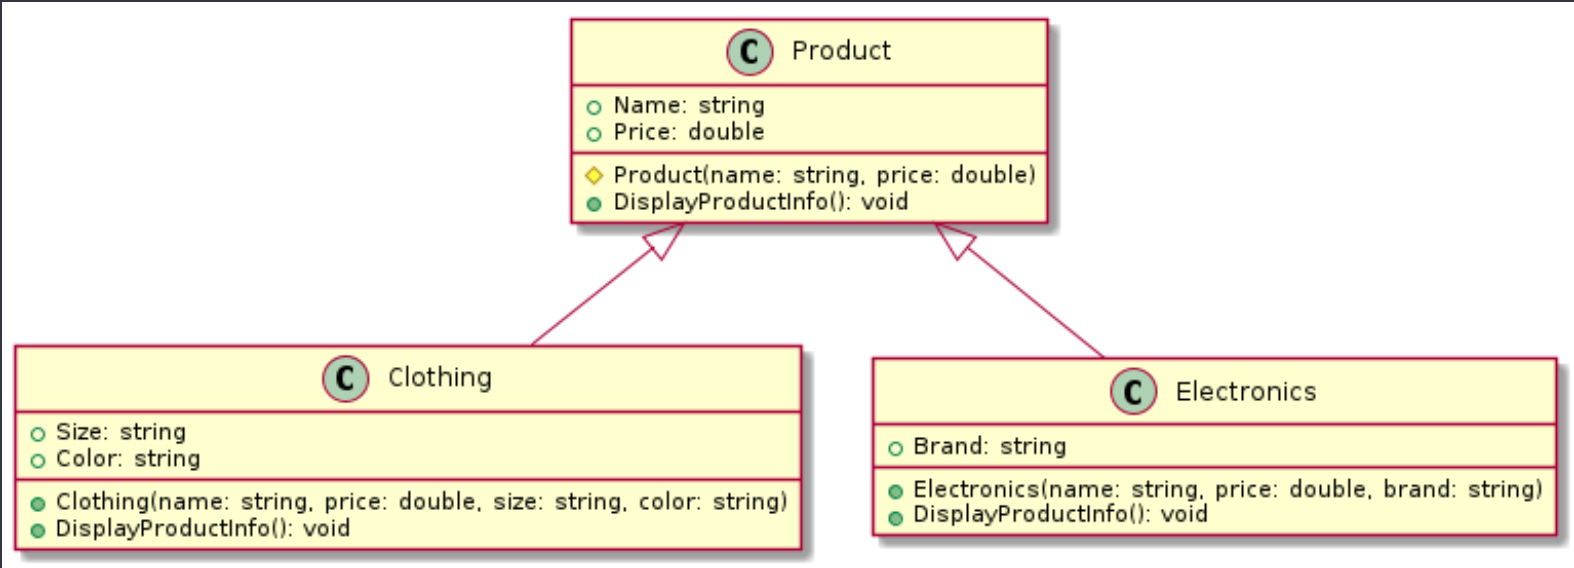 C Product
Name: string
Price: double
Product(name: string, price: double)
DisplayProductInfo(): void
C Clothing
Size: string
Color: string
Clothing(name: string, price: double, size: string, color: string)
DisplayProductInfo(): void
C Electronics
Brand: string
Electronics(name: string, price: double, brand: string)
DisplayProductInfo(): void